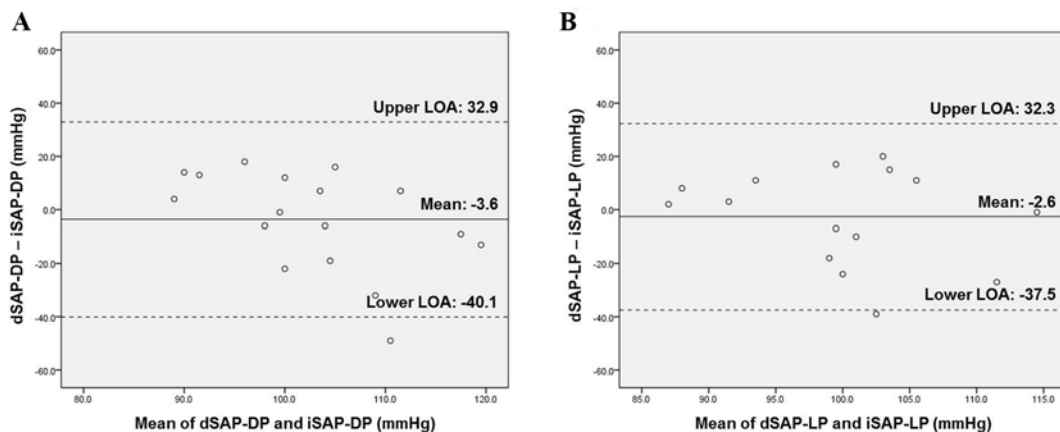 A
dSAP-DP – iSAP-DP (mmHg)
60.0
40.0
20.0
0.0
-20.0
-40.0
-60.0
Upper LOA: 32.9
Mean: -3.6
Lower LOA: -40.1
80.0 90.0 100.0 110.0 120.0
Mean of dSAP-DP and iSAP-DP (mmHg)
B
dSAP-LP – iSAP-LP (mmHg)
60.0
40.0
20.0
0.0
-20.0
-40.0
-60.0
Upper LOA: 32.3
Mean: -2.6
Lower LOA: -37.5
85.0 90.0 95.0 100.0 105.0 110.0 115.0
Mean of dSAP-LP and iSAP-LP (mmHg)